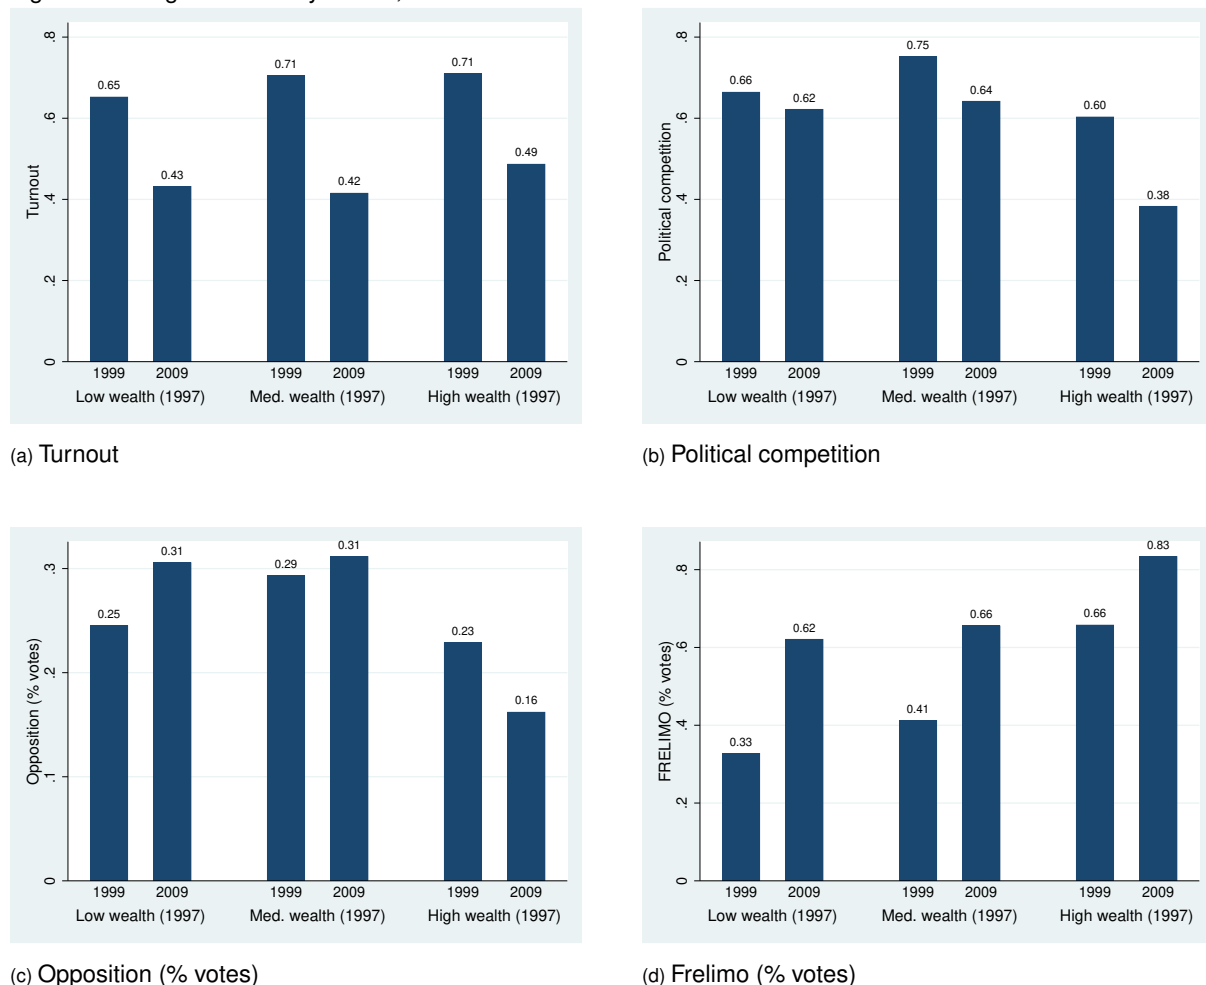 .8
.6
.4
.2
0
Turnout
0.65
0.43
0.71
0.42
0.71
0.49
1999 2009 1999 2009 1999 2009
Low wealth (1997) Med. wealth (1997) High wealth (1997)
(a) Turnout
.8
.6
.4
.2
0
Political competition
0.66
0.62
0.75
0.64
0.60
0.38
1999 2009 1999 2009 1999 2009
Low wealth (1997) Med. wealth (1997) High wealth (1997)
(b) Political competition
.3
.2
.1
0
Opposition (% votes)
0.25
0.31
0.29
0.31
0.23
0.16
1999 2009 1999 2009 1999 2009
Low wealth (1997) Med. wealth (1997) High wealth (1997)
(c) Opposition (% votes)
.8
.6
.4
.2
0
FRELIMO (% votes)
0.33
0.62
0.41
0.66
0.66
0.83
1999 2009 1999 2009 1999 2009
Low wealth (1997) Med. wealth (1997) High wealth (1997)
(d) Frelimo (% votes)